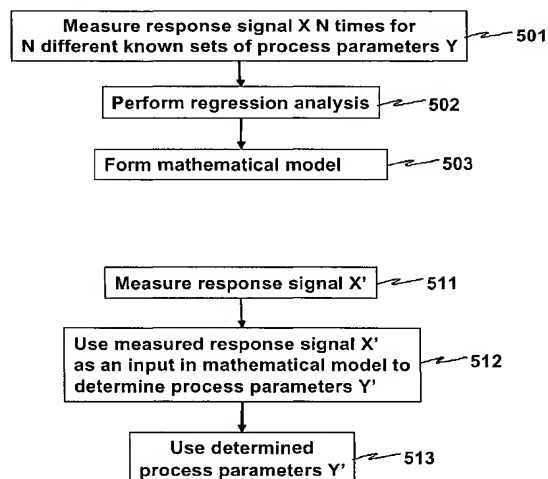 Measure response signal X N times for
N different known sets of process parameters Y
501
Perform regression analysis
502
Form mathematical model
503
Measure response signal X'
511
Use measured response signal X'
as an input in mathematical model to
determine process parameters Y'
512
Use determined
process parameters Y'
513